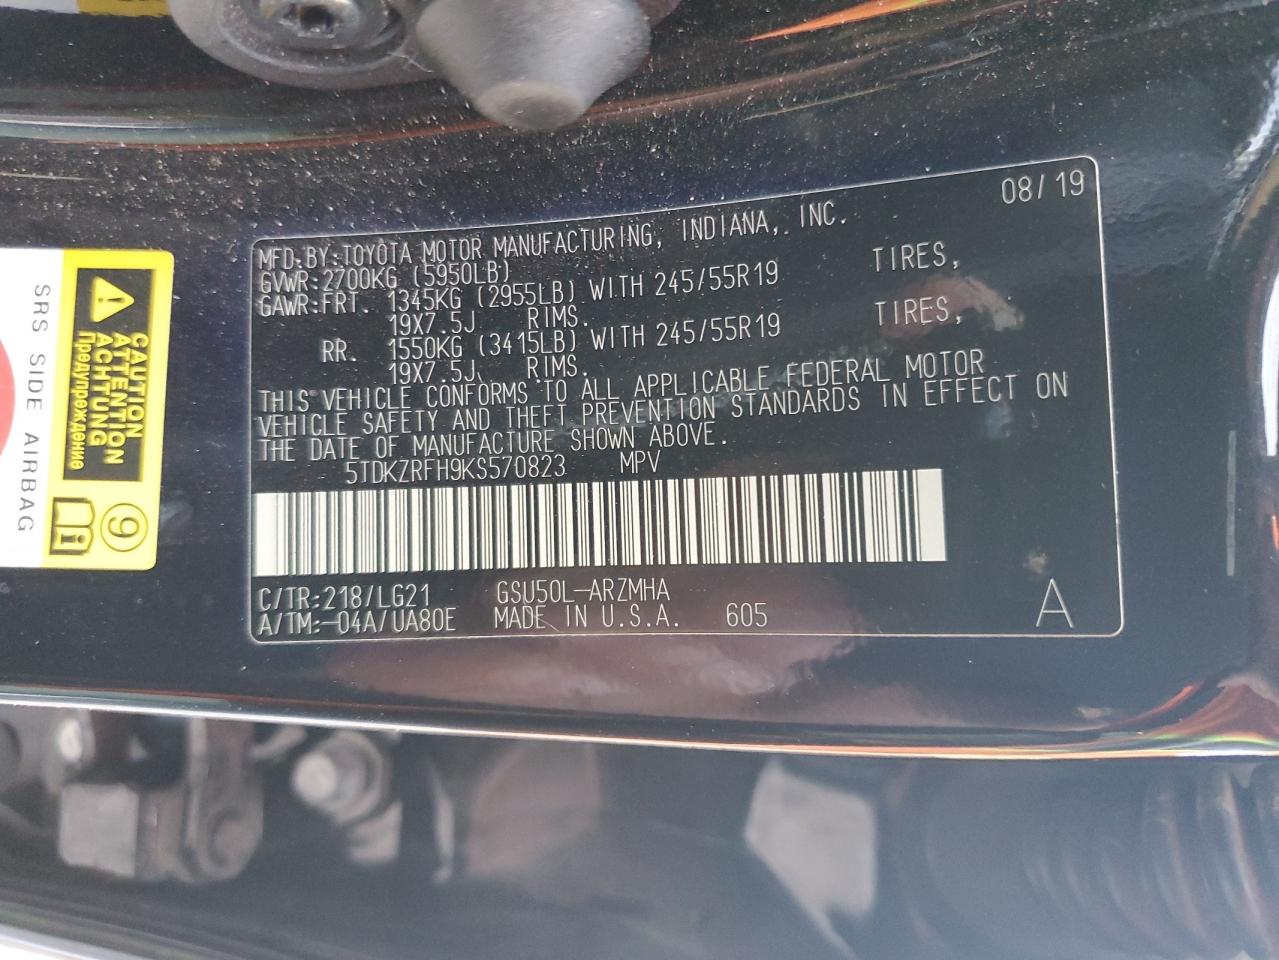 08/19
MFD.BY:TOYOTA MOTOR MANUFACTURING, INDIANA, INC.
GVWR:2700KG (5950LB)
GAWR:FRT. 1345KG (2955LB) WITH 245/55R19 TIRES,
19X7.5J RIMS.
RR. 1550KG (3415LB) WITH 245/55R19 TIRES,
19X7.5J RIMS.
THIS VEHICLE CONFORMS TO ALL APPLICABLE FEDERAL MOTOR
VEHICLE SAFETY AND THEFT PREVENTION STANDARDS IN EFFECT ON
THE DATE OF MANUFACTURE SHOWN ABOVE.
5TDKZRFH9KS570823 MPV
C/TR:218/LG21 GSU50L-ARZMHA
A/TM:-04A/UA80E MADE IN U.S.A. 605 A
CAUTION
ATTENTION
ACHTUNG
Предупреждение
9
i
SRS SIDE AIRBAG